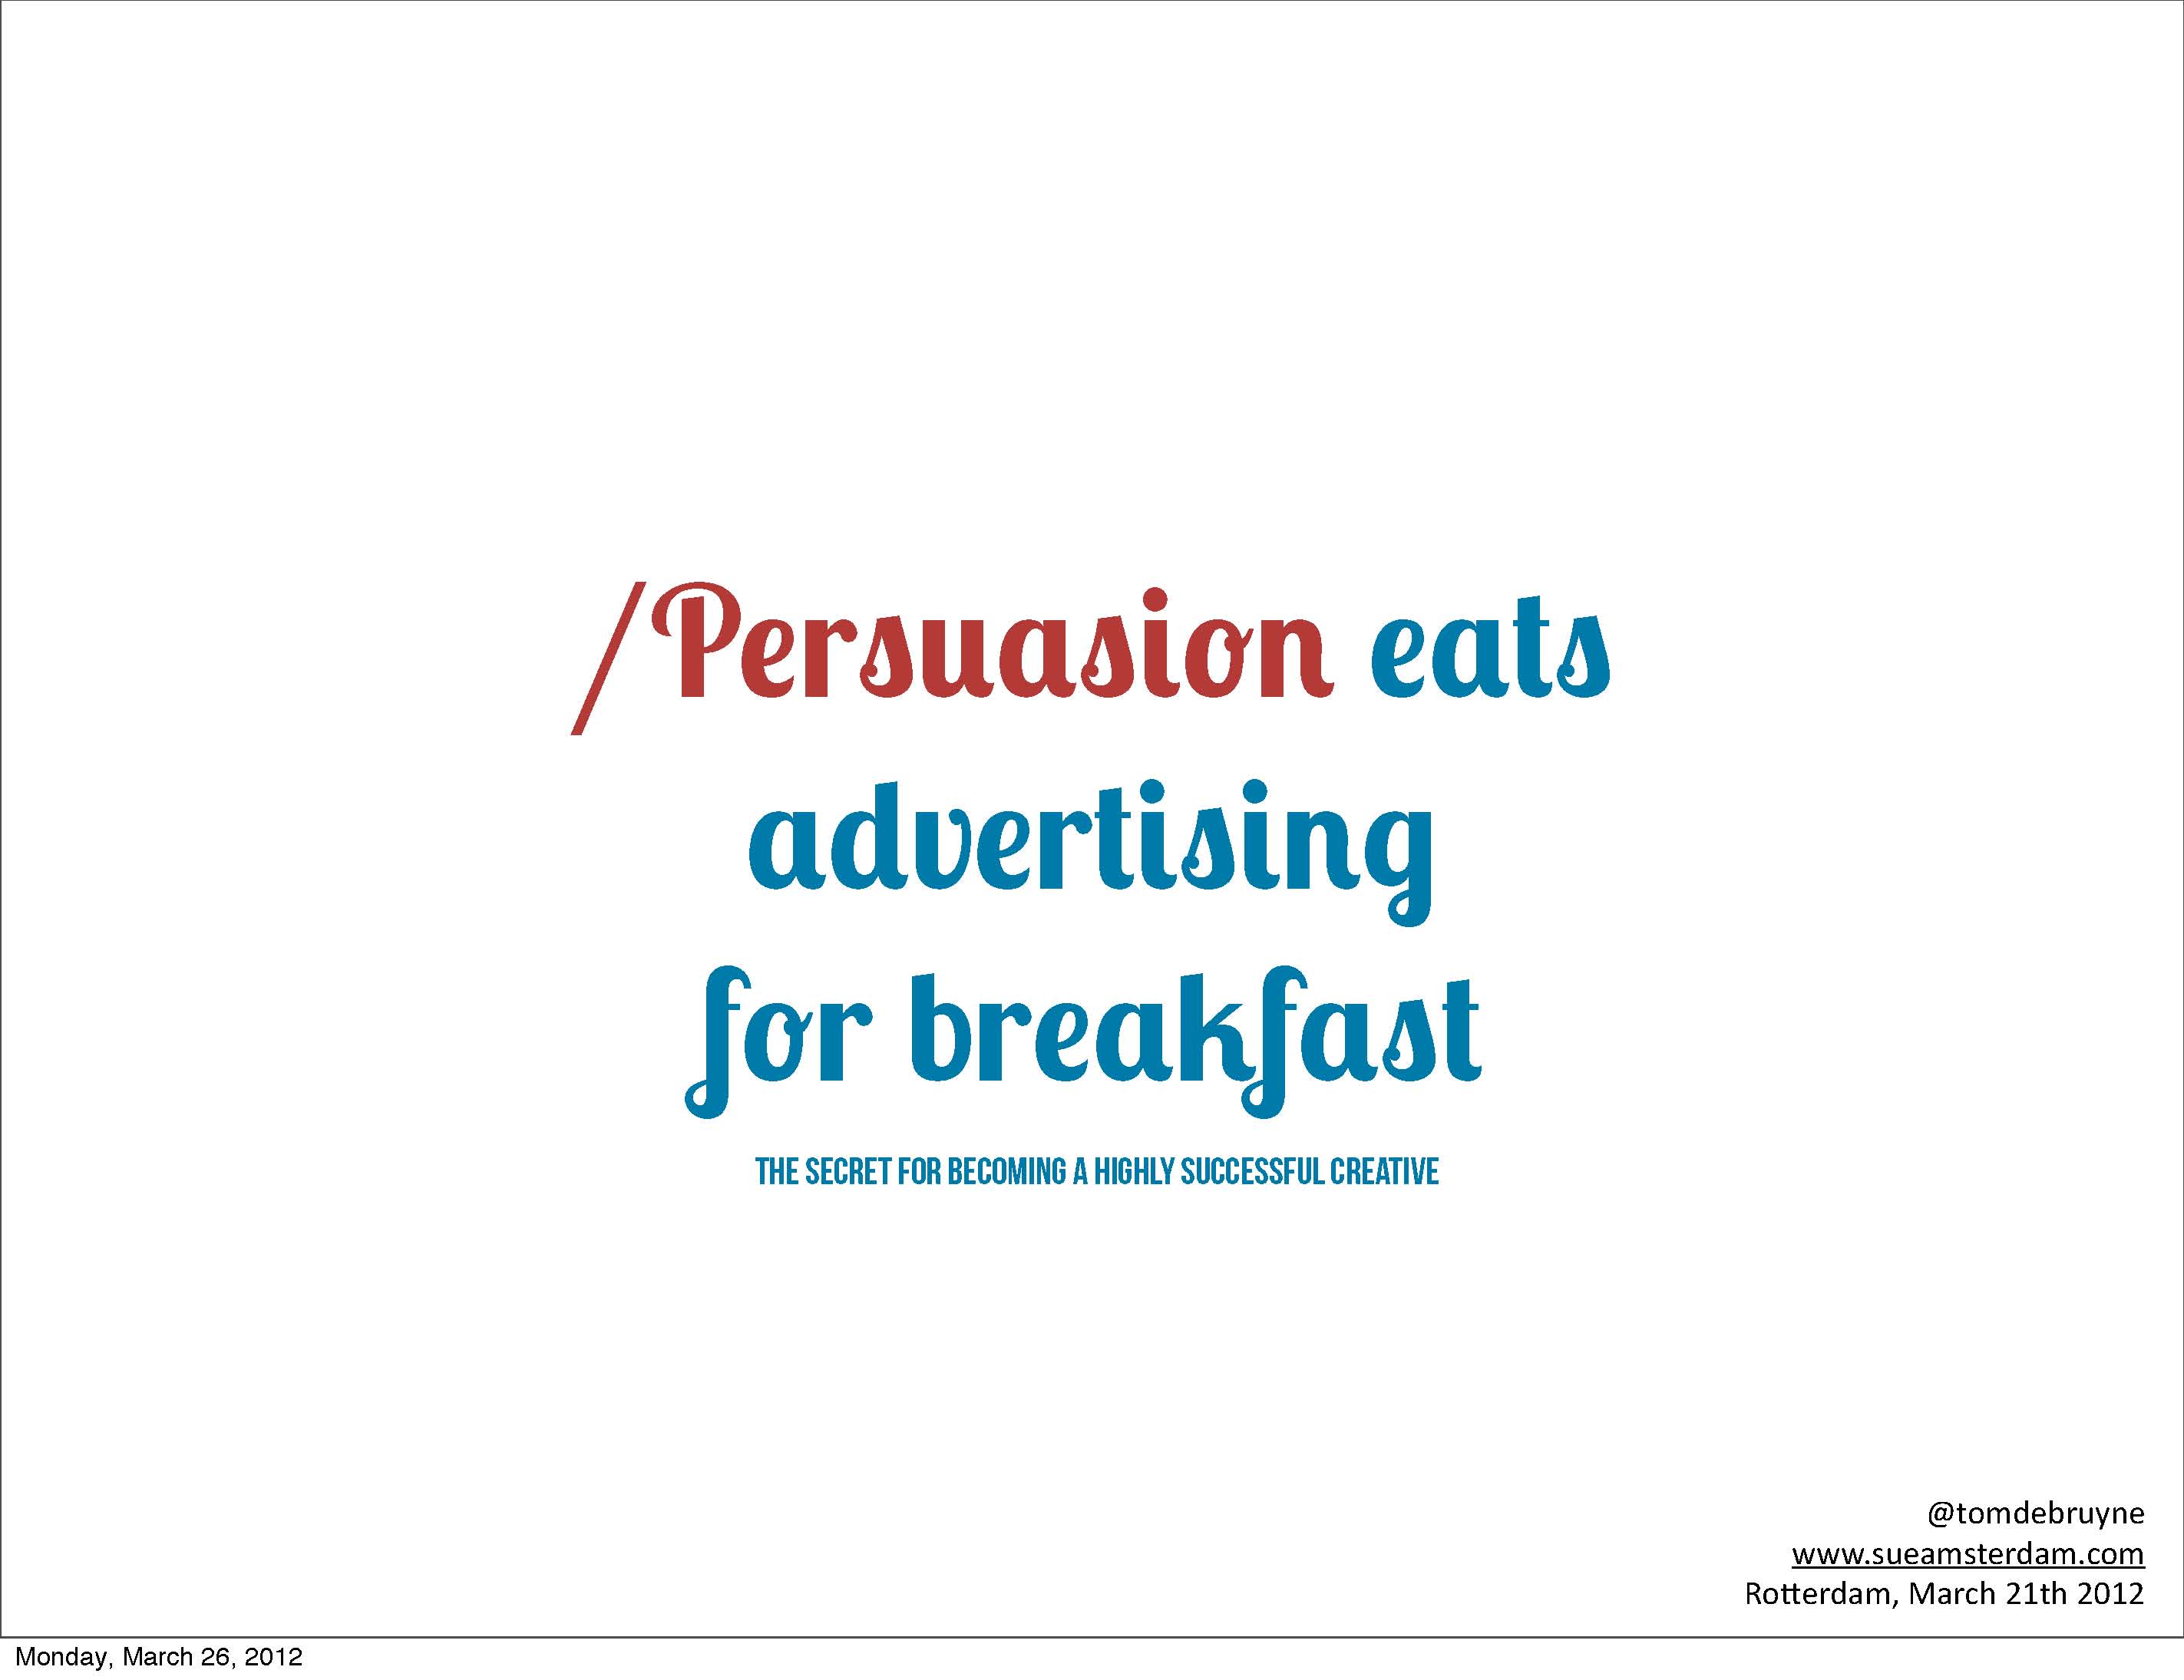 /Persuasion eats
advertising
for breakfast
THE SECRET FOR BECOMING A HIGHLY SUCCESSFUL CREATIVE
@tomdebruyne
www.sueamsterdam.com
Rotterdam, March 21th 2012
Monday, March 26, 2012